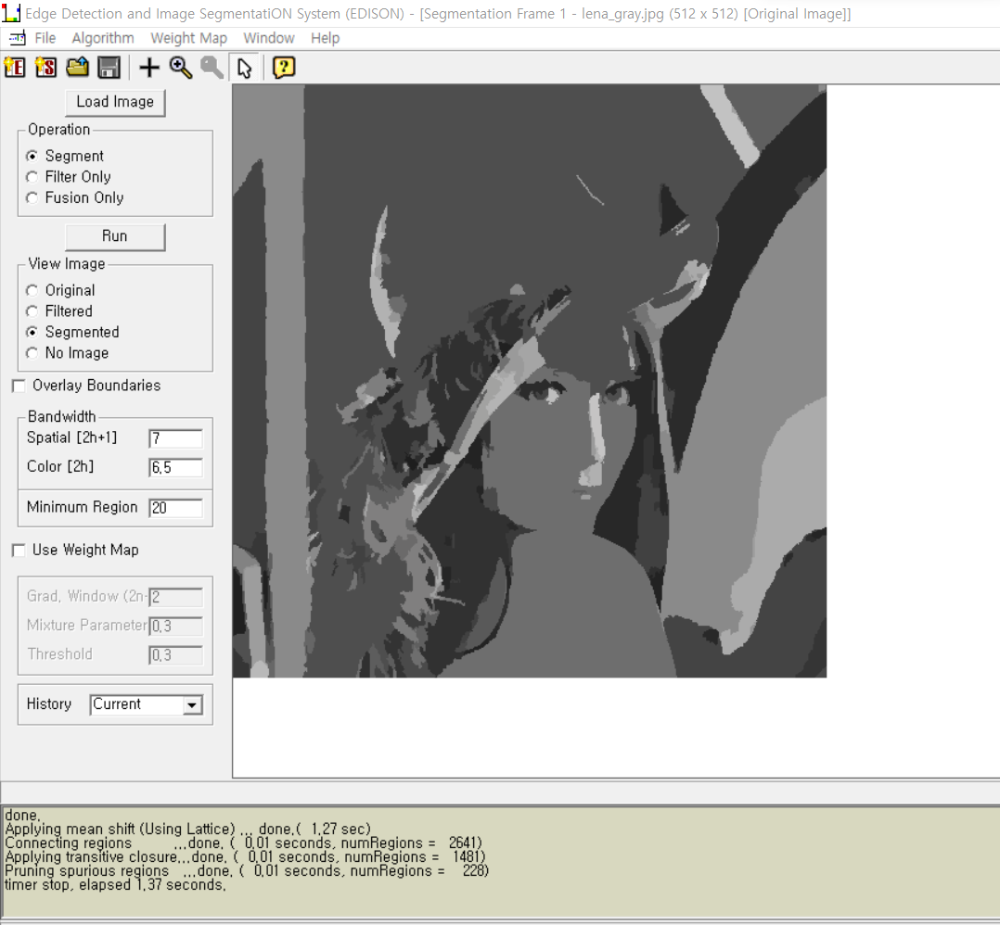 Edge Detection and Image SegmentatiON System (EDISON) - [Segmentation Frame 1 - lena_gray.jpg (512 x 512) [Original Image]]
File Algorithm Weight Map Window Help
Load Image
Operation
Segment
Filter Only
Fusion Only
Run
View Image
Original
Filtered
Segmented
No Image
Overlay Boundaries
Bandwidth
Spatial [2h+1] 7
Color [2h] 6,5
Minimum Region 20
Use Weight Map
Grad, Window (2n- 2
Mixture Parameter 0,3
Threshold 0,3
History Current
done,
Applying mean shift (Using Lattice) ,,, done,( 1,27 sec)
Connecting regions ,,,done, ( 0,01 seconds, numRegions = 2641)
Applying transitive closure,,,done, ( 0,01 seconds, numRegions = 1481)
Pruning spurious regions ,,,done, ( 0,01 seconds, numRegions = 228)
timer stop, elapsed 1,37 seconds,